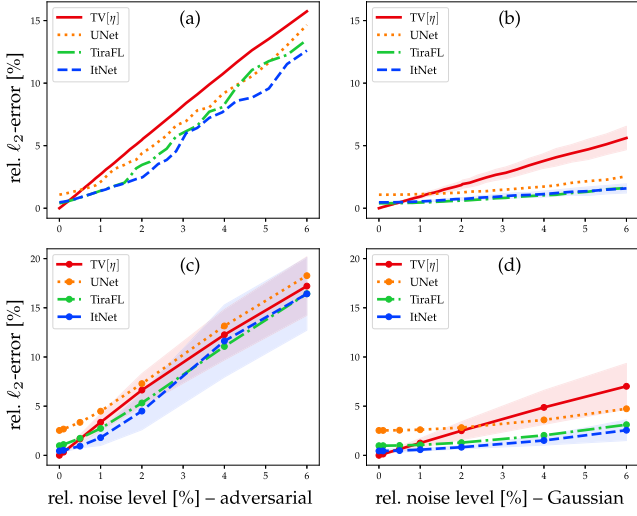 (a)
TV[η]
UNet
TiraFL
ItNet
rel. ℓ₂-error [%]
15
10
5
0
0 1 2 3 4 5 6
(b)
TV[η]
UNet
TiraFL
ItNet
15
10
5
0
0 1 2 3 4 5 6
(c)
TV[η]
UNet
TiraFL
ItNet
rel. ℓ₂-error [%]
20
15
10
5
0
0 1 2 3 4 5 6
rel. noise level [%] – adversarial
(d)
TV[η]
UNet
TiraFL
ItNet
20
15
10
5
0
0 1 2 3 4 5 6
rel. noise level [%] – Gaussian